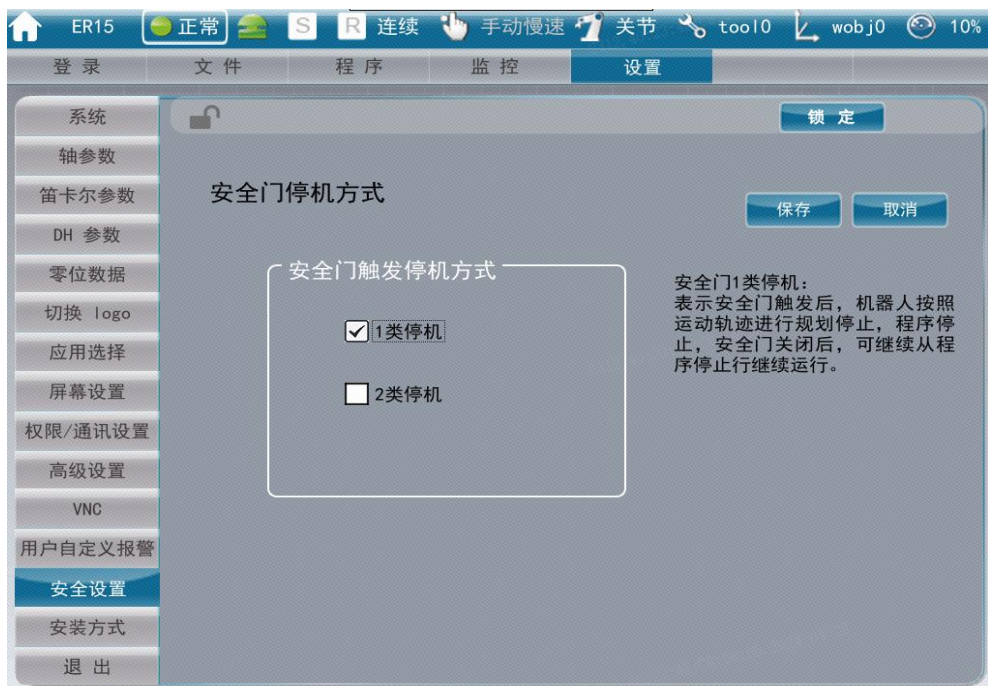 ER15 正常 S R 连续 手动慢速 关节 tool0 wobj0 10%
登录 文件 程序 监控 设置
系统
锁定
轴参数
笛卡尔参数
安全门停机方式
保存 取消
DH 参数
零位数据
安全门触发停机方式
切换 logo
应用选择
屏幕设置
权限/通讯设置
高级设置
VNC
用户自定义报警
安全设置
安装方式
退出
1类停机
2类停机
安全门1类停机：
表示安全门触发后，机器人按照
运动轨迹进行规划停止，程序停
止，安全门关闭后，可继续从程
序停止行继续运行。